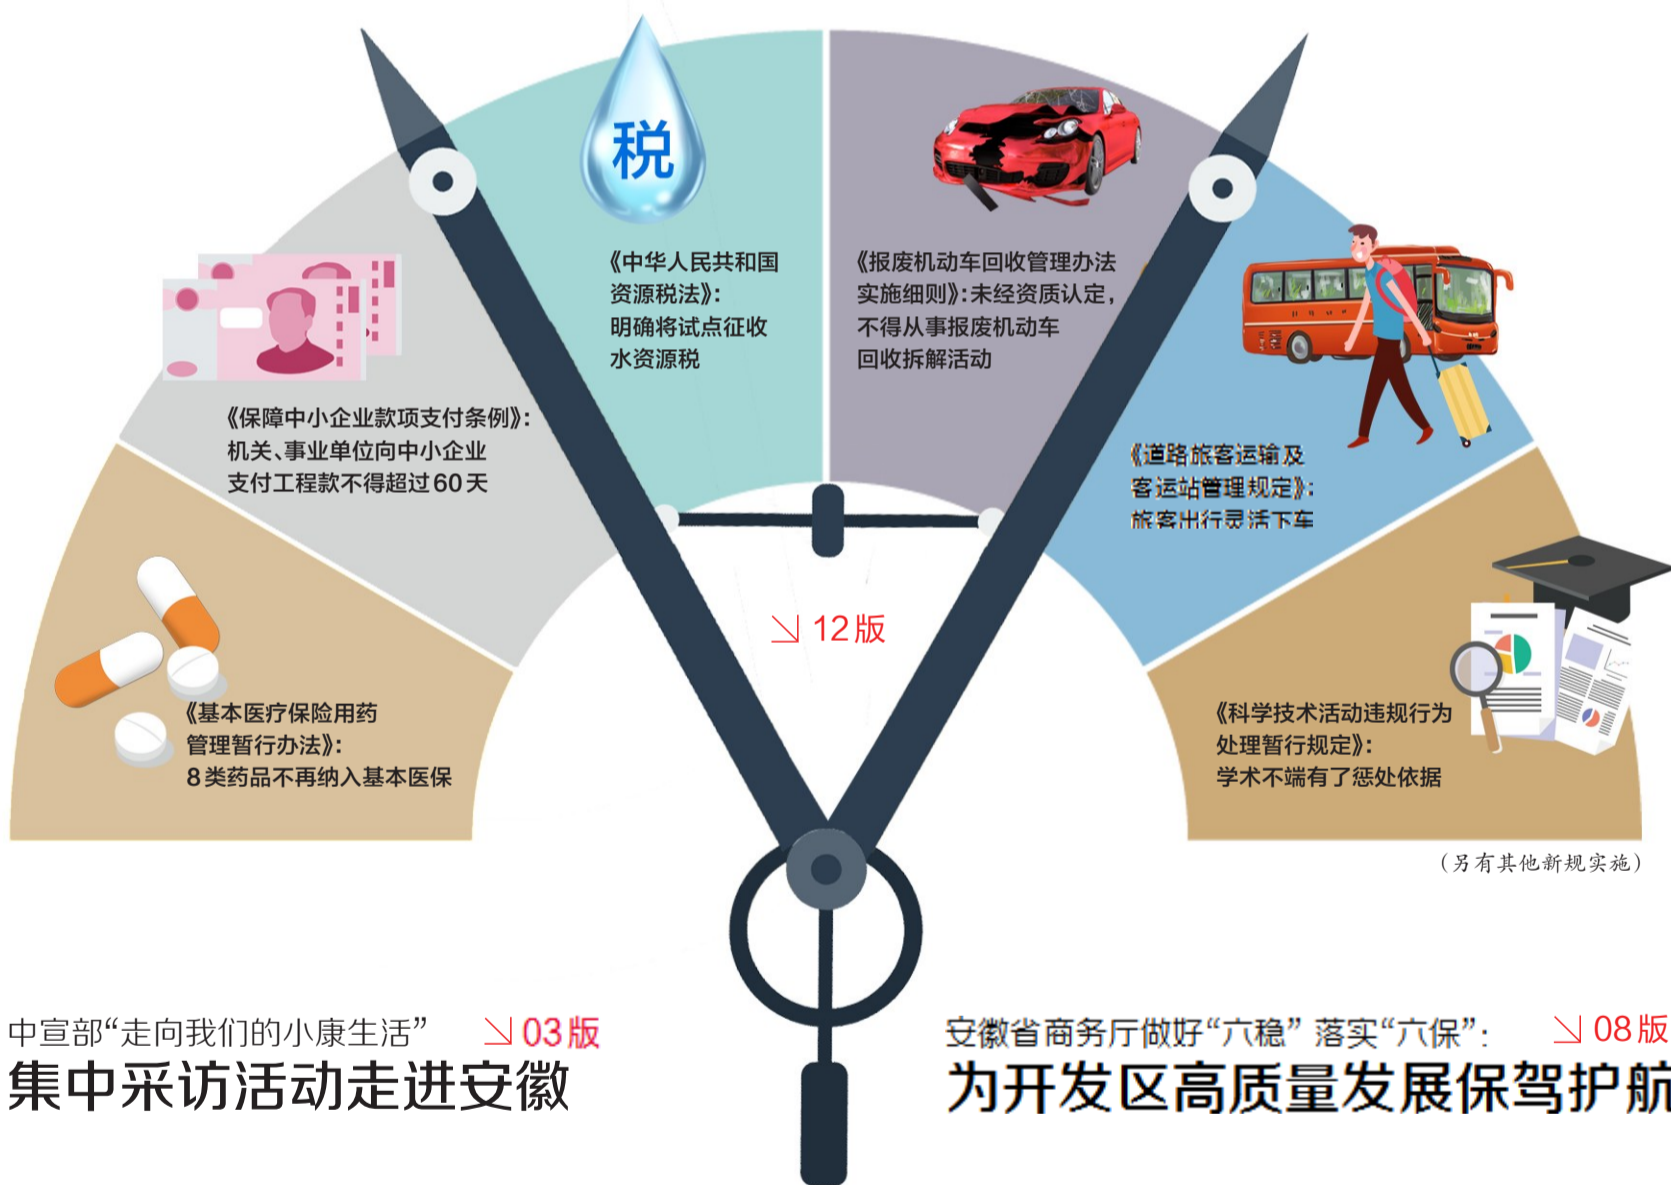 税
《中华人民共和国
资源税法》：
明确将试点征收
水资源税
《报废机动车回收管理办法
实施细则》：未经资质认定，
不得从事报废机动车
回收拆解活动
《保障中小企业款项支付条例》：
机关、事业单位向中小企业
支付工程款不得超过60天
《道路旅客运输及
客运站管理规定》：
旅客出行灵活下车
12版
《基本医疗保险用药
管理暂行办法》：
8类药品不再纳入基本医保
《科学技术活动违规行为
处理暂行规定》：
学术不端有了惩处依据
（另有其他新规实施）
中宣部“走向我们的小康生活” 03版
集中采访活动走进安徽
安徽省商务厅做好“六稳” 落实“六保”： 08版
为开发区高质量发展保驾护航